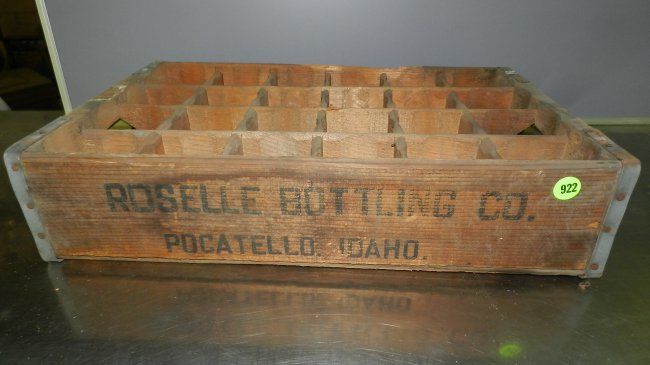 ROSELLE BOTTLING CO.
922
POCATELLO, IDAHO.